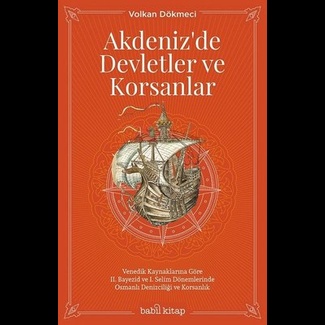 Volkan Dökmeci
Akdeniz'de
Devletler ve
Korsanlar
Venedik Kaynaklarına Göre
II. Bayezid ve I. Selim Dönemlerinde
Osmanlı Denizciliği ve Korsanlık
babil kitap